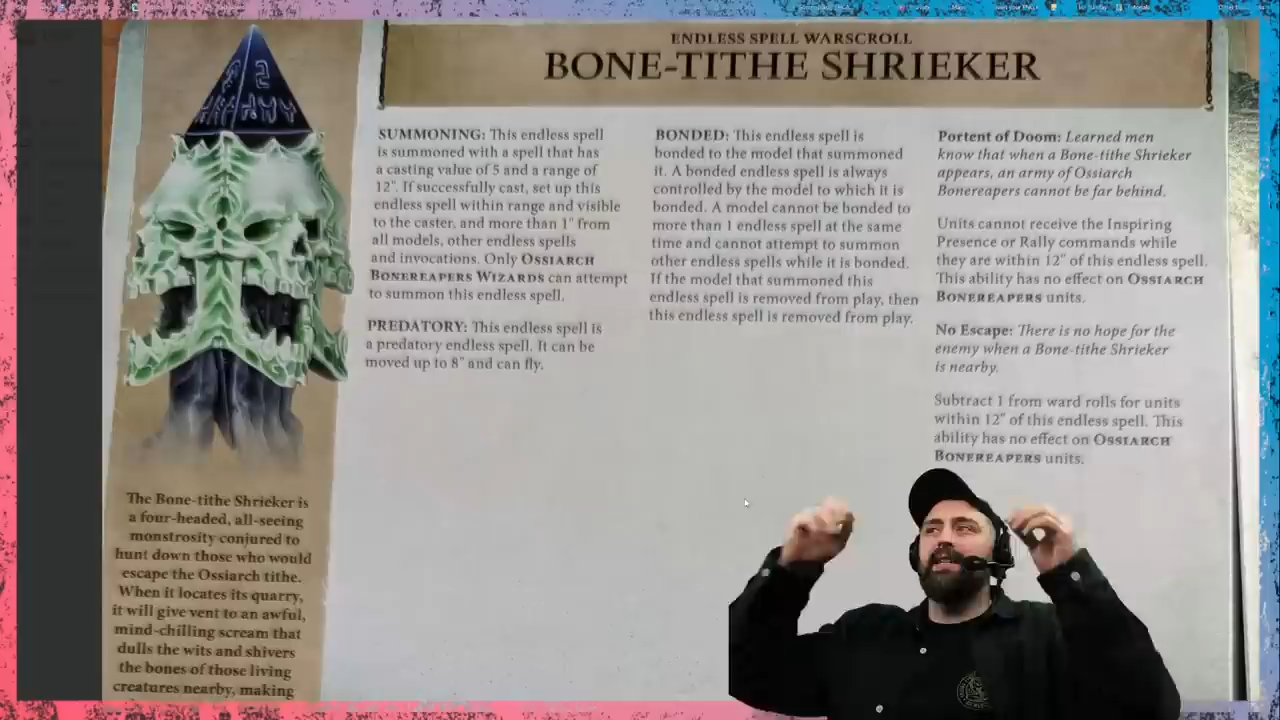 ENDLESS SPELL WARSCROLL
BONE-TITHE SHRIEKER
SUMMONING: This endless spell
is summoned with a spell that has
a casting value of 5 and a range of
12". If successfully cast, set up this
endless spell within range and visible
to the caster, and more than 1" from
all models, other endless spells
and invocations. Only OSSIARCH
BONEREAPERS WIZARDS can attempt
to summon this endless spell.
PREDATORY: This endless spell is
a predatory endless spell. It can be
moved up to 8" and can fly.
BONDED: This endless spell is
bonded to the model that summoned
it. A bonded endless spell is always
controlled by the model to which it is
bonded. A model cannot be bonded to
more than 1 endless spell at the same
time and cannot attempt to summon
other endless spells while it is bonded.
If the model that summoned this
endless spell is removed from play, then
this endless spell is removed from play.
Portent of Doom: Learned men
know that when a Bone-tithe Shrieker
appears, an army of Ossiarch
Bonereapers cannot be far behind.
Units cannot receive the Inspiring
Presence or Rally commands while
they are within 12" of this endless spell.
This ability has no effect on OSSIARCH
BONEREAPERS units.
No Escape: There is no hope for the
enemy when a Bone-tithe Shrieker
is nearby.
Subtract 1 from ward rolls for units
within 12" of this endless spell. This
ability has no effect on OSSIARCH
BONEREAPERS units.
The Bone-tithe Shrieker is
a four-headed, all-seeing
monstrosity conjured to
hunt down those who would
escape the Ossiarch tithe.
When it locates its quarry,
it will give vent to an awful,
mind-chilling scream that
dulls the wits and shivers
the bones of those living
creatures nearby, making